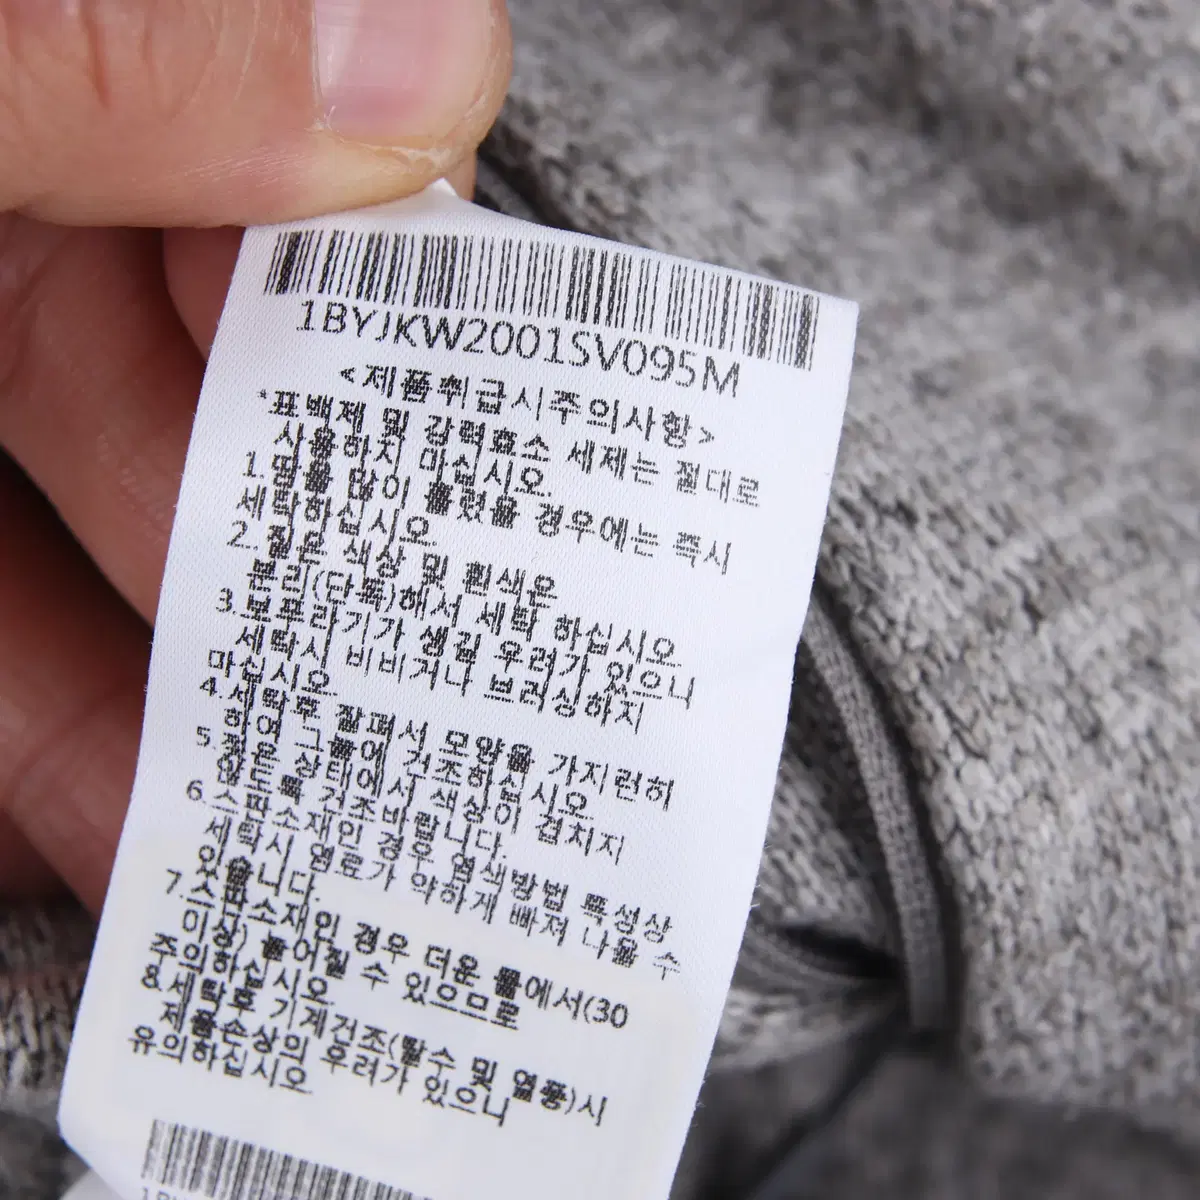 1BYJKW2001SV095M
<제품취급시주의사항>
*표백제 및 강력효소 세제는 절대로
사용하지 마십시오.
1.땀을 많이 흘렸을 경우에는 즉시
세탁하십시오.
2.짙은 색상 및 흰색은
분리(단독)해서 세탁 하십시오.
3.보푸라기가 생길 우려가 있으니
세탁시 비비거나 브러싱하지
마십시오.
4.세탁후 잘펴서 모양을 가지런히
하여 그늘에 건조하십시오.
5.젖은 상태에서 색상이 겹치지
않도록 건조바랍니다.
6.스판소재인 경우 염색방법 특성상
세탁시 염료가 약하게 빠져 나올 수
있습니다.
7.스판소재인 경우 더운 물에서(30
이상) 늘어질 수 있으므로
주의하십시오.
8.세탁후 기계건조(탈수 및 열풍)시
제품손상의 우려가 있으니
유의하십시오.